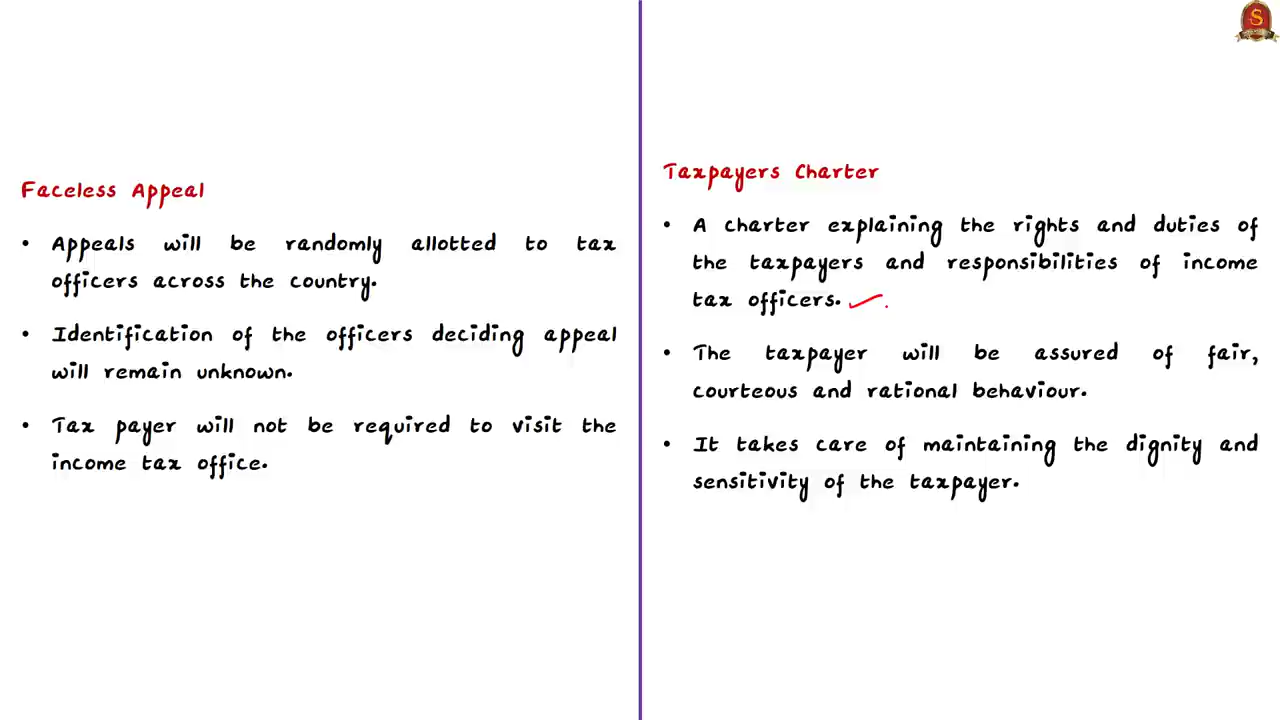 Faceless Appeal
• Appeals will be randomly allotted to tax
officers across the country.
• Identification of the officers deciding appeal
will remain unknown.
• Tax payer will not be required to visit the
income tax office.
Taxpayers Charter
• A charter explaining the rights and duties of
the taxpayers and responsibilities of income
tax officers.
• The taxpayer will be assured of fair,
courteous and rational behaviour.
• It takes care of maintaining the dignity and
sensitivity of the taxpayer.
S